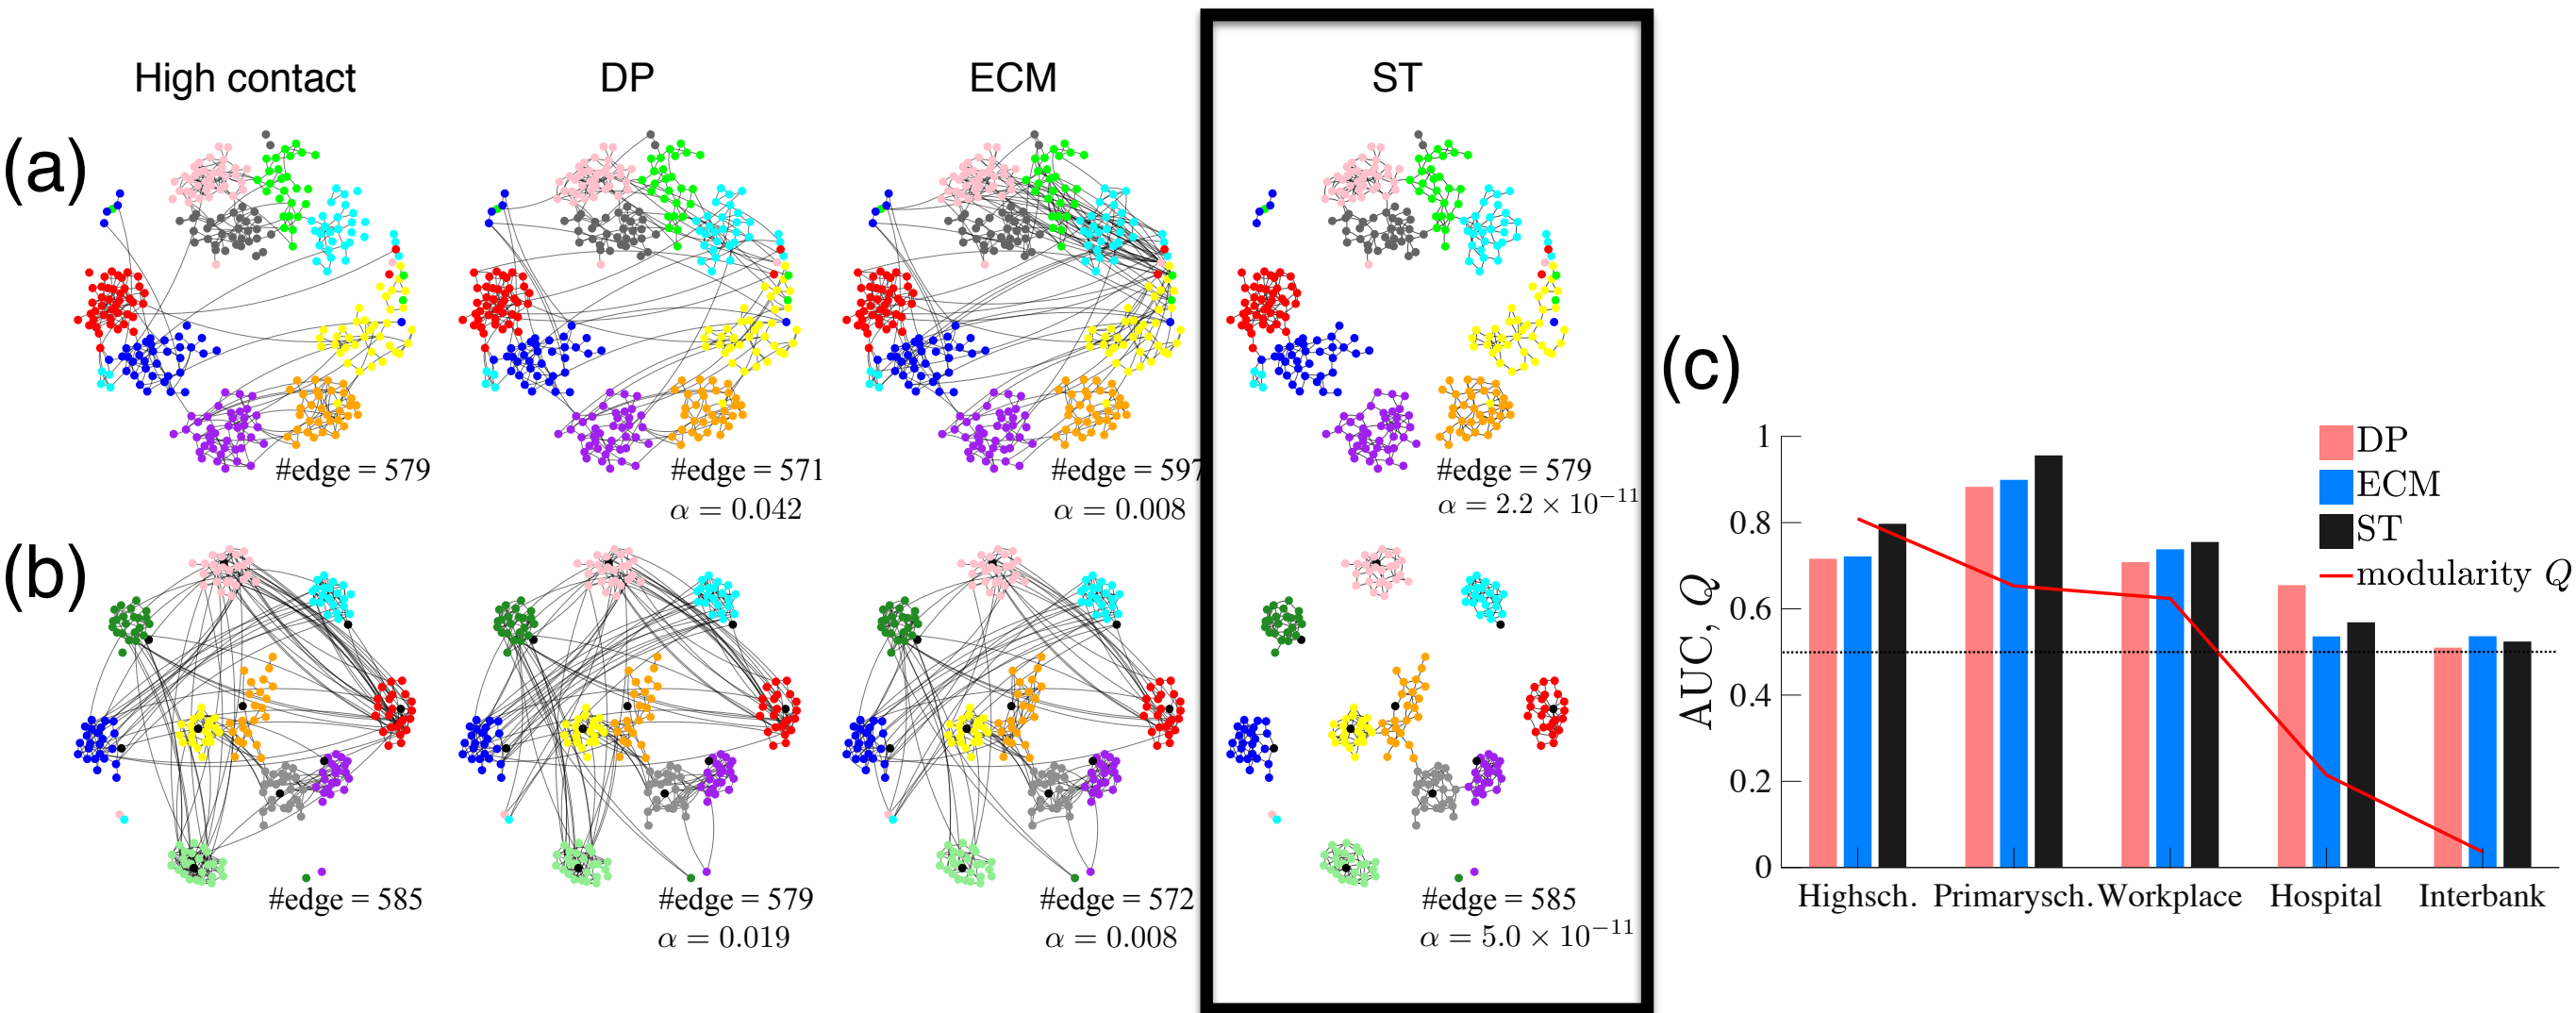 High contact
DP
ECM
ST
(a)
#edge = 579
#edge = 571
α = 0.042
#edge = 597
α = 0.008
#edge = 579
α = 2.2 × 10⁻¹¹
(b)
#edge = 585
#edge = 579
α = 0.019
#edge = 572
α = 0.008
#edge = 585
α = 5.0 × 10⁻¹¹
(c)
AUC, Q
1
0.8
0.6
0.4
0.2
0
DP
ECM
ST
modularity Q
Highsch. Primarysch. Workplace Hospital Interbank